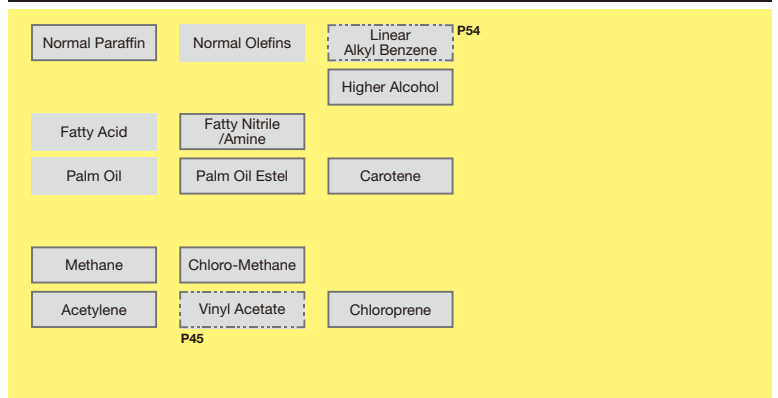 Normal Paraffin
Normal Olefins
Linear
Alkyl Benzene
P54
Higher Alcohol
Fatty Acid
Fatty Nitrile
/Amine
Palm Oil
Palm Oil Estel
Carotene
Methane
Chloro-Methane
Acetylene
Vinyl Acetate
Chloroprene
P45